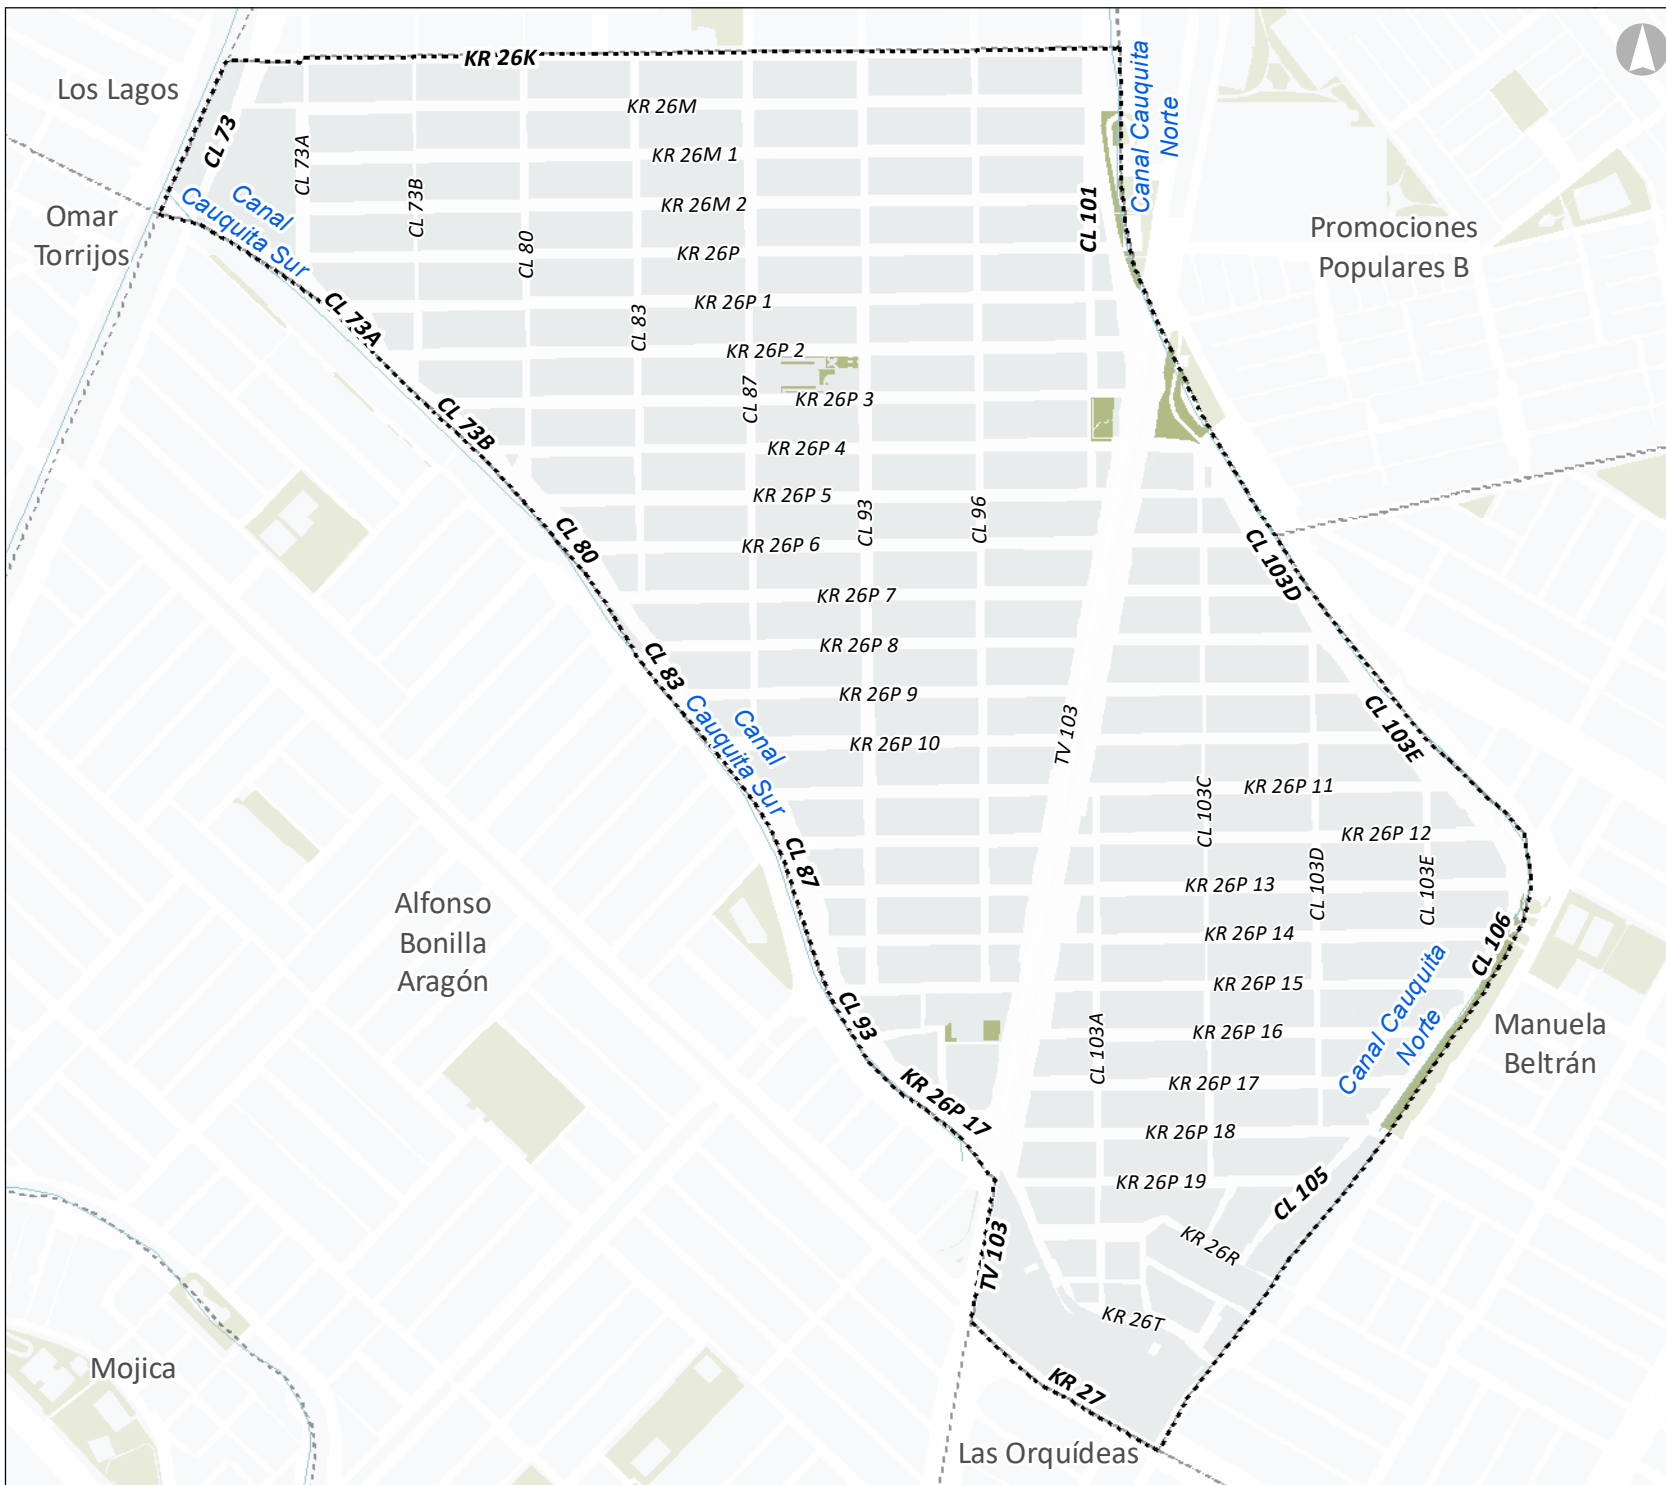 KR 26K
Los Lagos
CL 73
CL 73A
KR 26M
KR 26M 1
Canal Cauquita
Norte
CL 73B
KR 26M 2
CL 101
Omar
Torrijos
Canal
Cauquita Sur
CL 80
KR 26P
Promociones
Populares B
KR 26P 1
CL 73A
CL 83
KR 26P 2
CL 87
KR 26P 3
CL 73B
KR 26P 4
KR 26P 5
CL 93
CL 96
CL 80
KR 26P 6
CL 103D
KR 26P 7
KR 26P 8
CL 83
KR 26P 9
Canal
Cauquita Sur
TV 103
CL 103E
KR 26P 10
KR 26P 11
CL 103C
KR 26P 12
CL 87
KR 26P 13
CL 103D
CL 103E
Alfonso
Bonilla
Aragón
KR 26P 14
CL 106
KR 26P 15
Canal Cauquita
Norte
CL 93
CL 103A
KR 26P 16
Manuela
Beltrán
KR 26P 17
KR 26P 17
KR 26P 18
KR 26P 19
CL 105
TV 103
KR 26R
KR 26T
Mojica
KR 27
Las Orquídeas